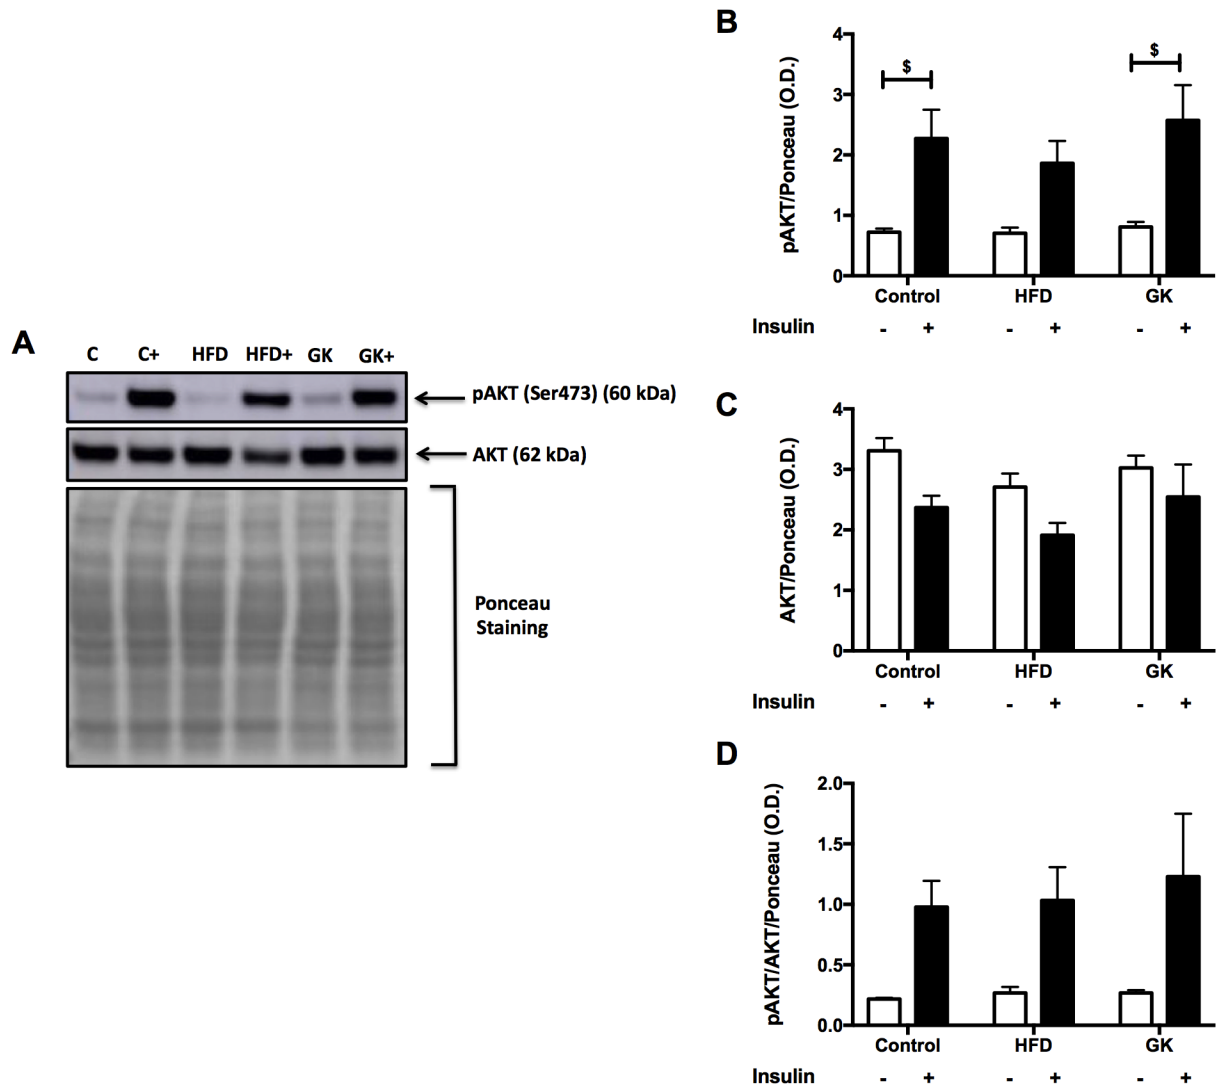 A
C C+ HFD HFD+ GK GK+
pAKT (Ser473) (60 kDa)
AKT (62 kDa)
Ponceau
Staining
B
pAKT/Ponceau (O.D.)
4
3
2
1
0
$ $
Control HFD GK
Insulin - + - + - +
C
AKT/Ponceau (O.D.)
4
3
2
1
0
Control HFD GK
Insulin - + - + - +
D
pAKT/AKT/Ponceau (O.D.)
2.0
1.5
1.0
0.5
0.0
Control HFD GK
Insulin - + - + - +